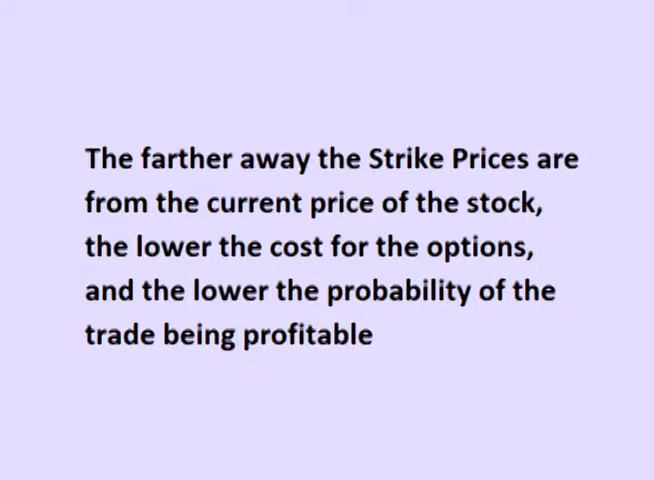 The farther away the Strike Prices are
from the current price of the stock,
the lower the cost for the options,
and the lower the probability of the
trade being profitable